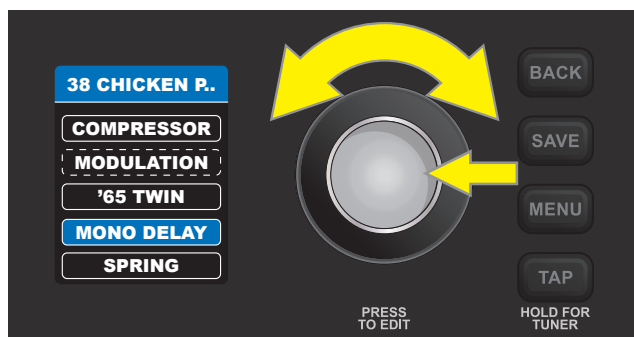 38 CHICKEN P..
COMPRESSOR
MODULATION
’65 TWIN
MONO DELAY
SPRING
BACK
SAVE
MENU
TAP
PRESS
TO EDIT
HOLD FOR
TUNER